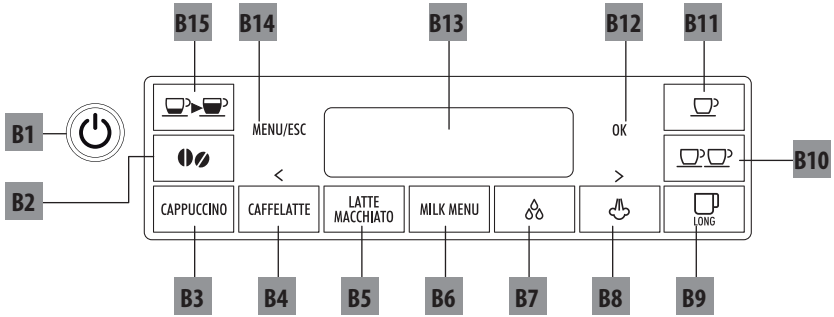 B15 B14 B13 B12 B11
B1
MENU/ESC OK
B10
B2
< >
CAPPUCCINO CAFFELATTE LATTE MACCHIATO MILK MENU LONG
B3 B4 B5 B6 B7 B8 B9